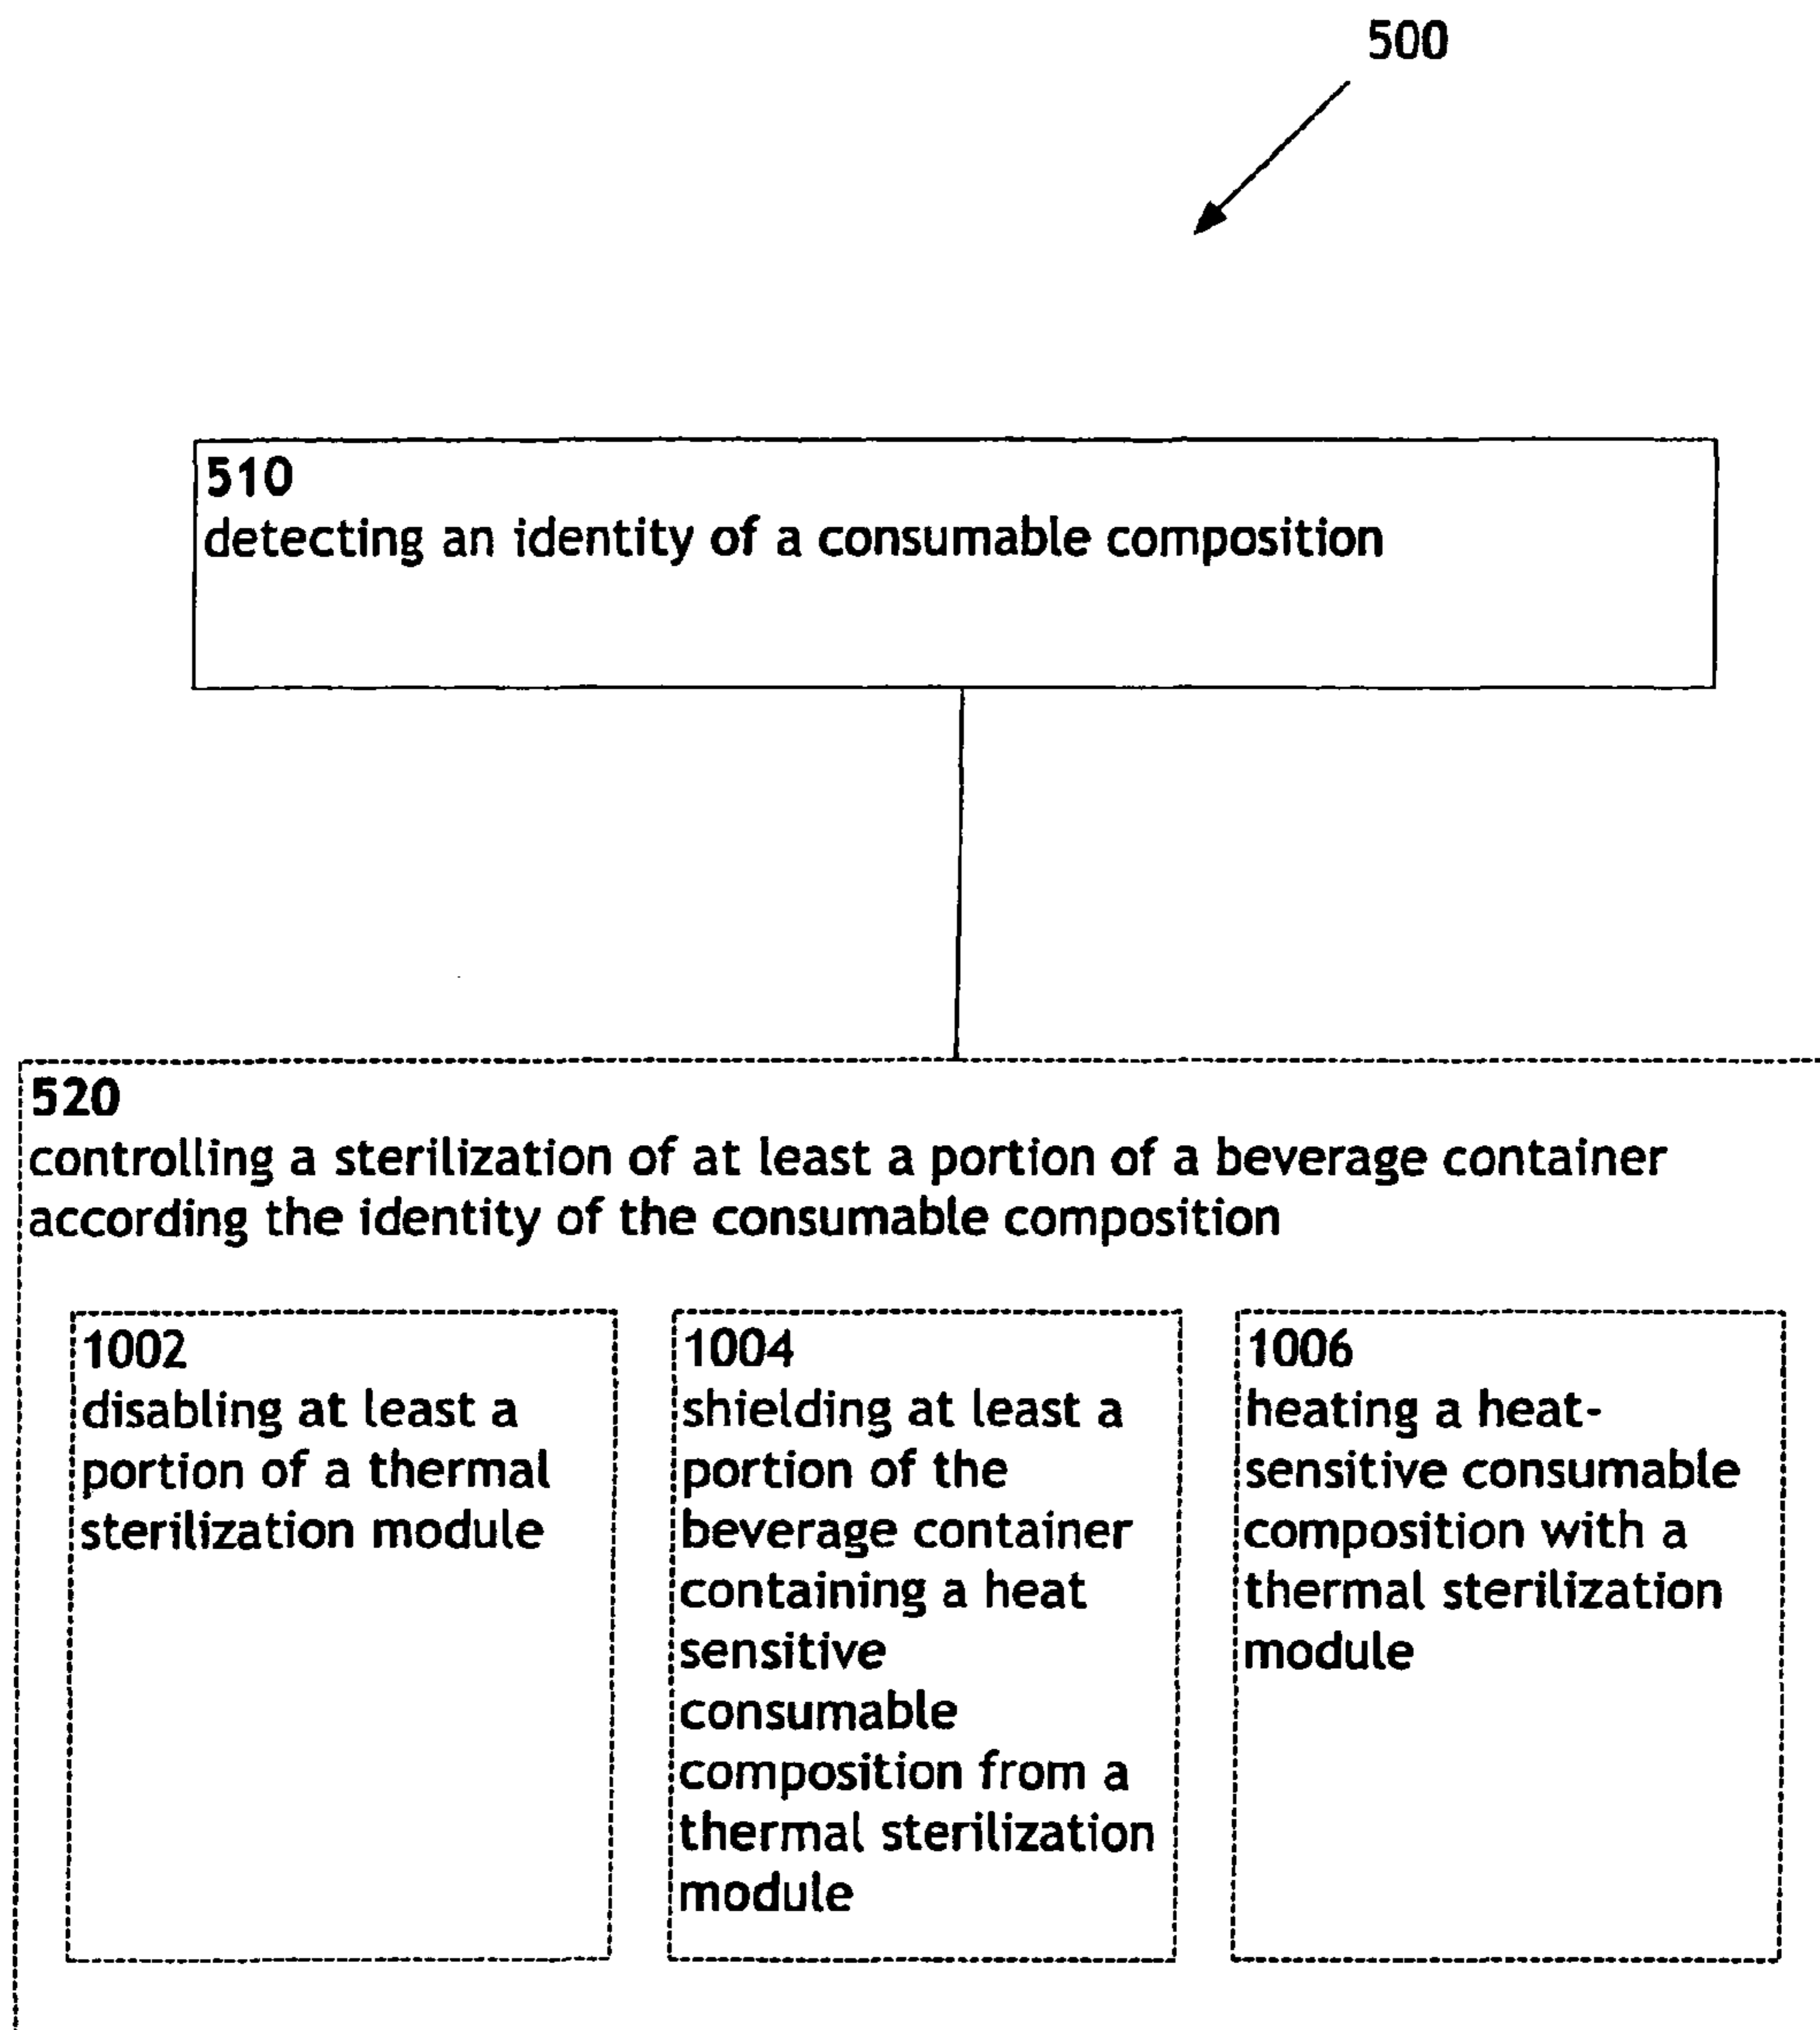 500
510
detecting an identity of a consumable composition
520
controlling a sterilization of at least a portion of a beverage container
according the identity of the consumable composition
1002
disabling at least a
portion of a thermal
sterilization module
1004
shielding at least a
portion of the
beverage container
containing a heat
sensitive
consumable
composition from a
thermal sterilization
module
1006
heating a heat-
sensitive consumable
composition with a
thermal sterilization
module